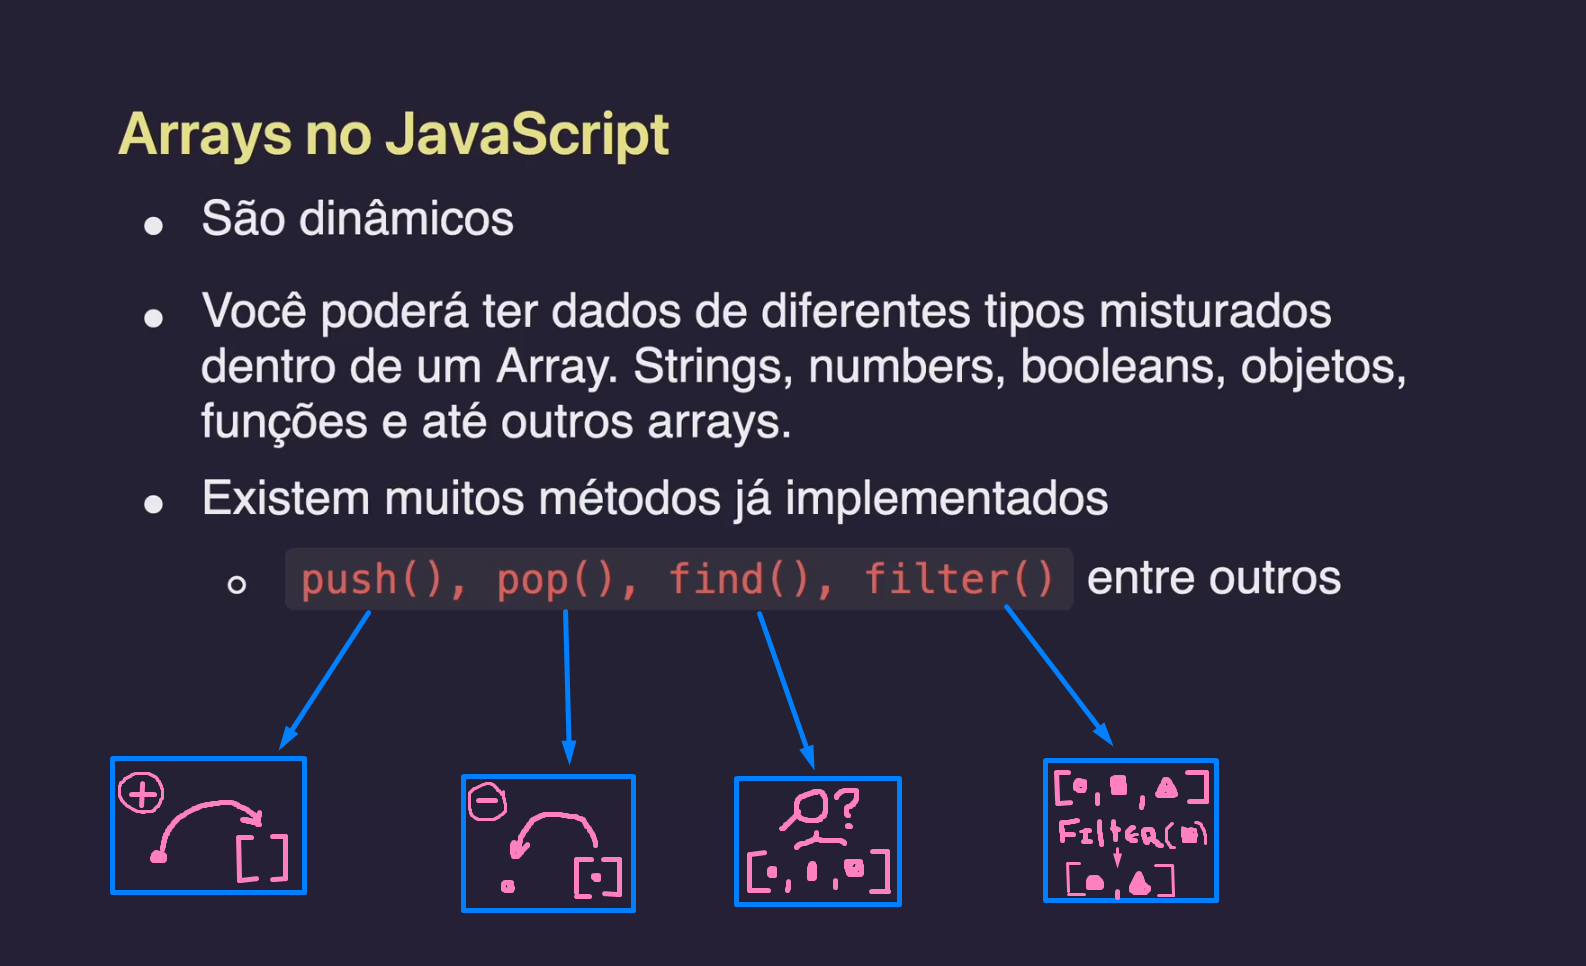 Arrays no JavaScript
São dinâmicos
Você poderá ter dados de diferentes tipos misturados
dentro de um Array. Strings, numbers, booleans, objetos,
funções e até outros arrays.
Existem muitos métodos já implementados
push(), pop(), find(), filter() entre outros
+
[ ]
-
[ ]
?
[ , , ]
[ , , ]
FilтER( )
[ , ]